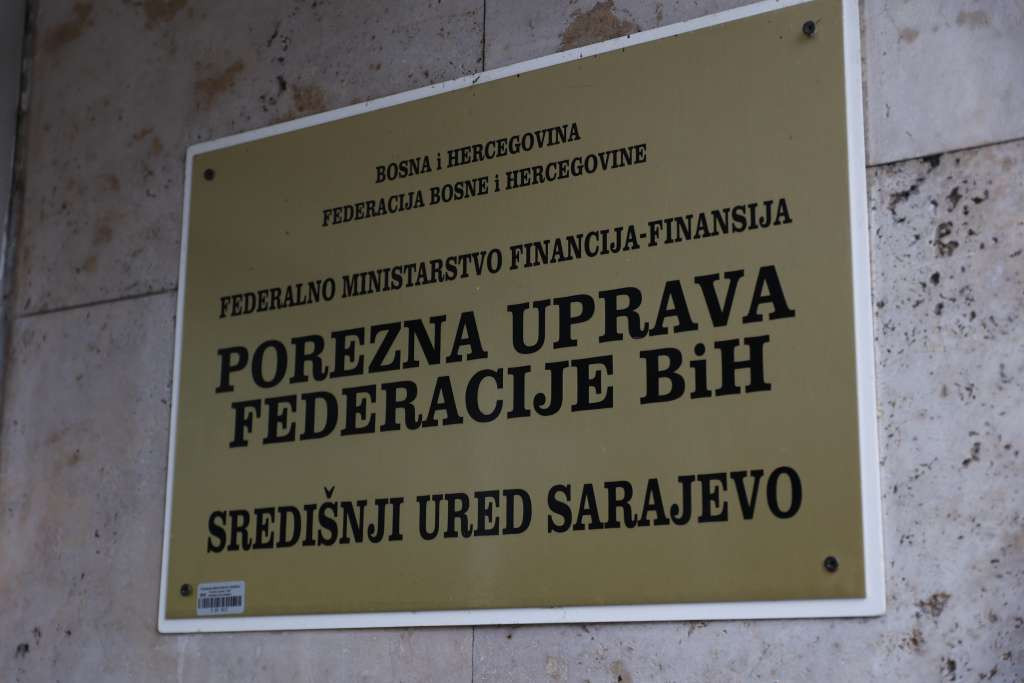 BOSNA i HERCEGOVINA
FEDERACIJA BOSNE i HERCEGOVINE
FEDERALNO MINISTARSTVO FINANCIJA-FINANSIJA
POREZNA UPRAVA
FEDERACIJE BiH
SREDIŠNJI URED SARAJEVO